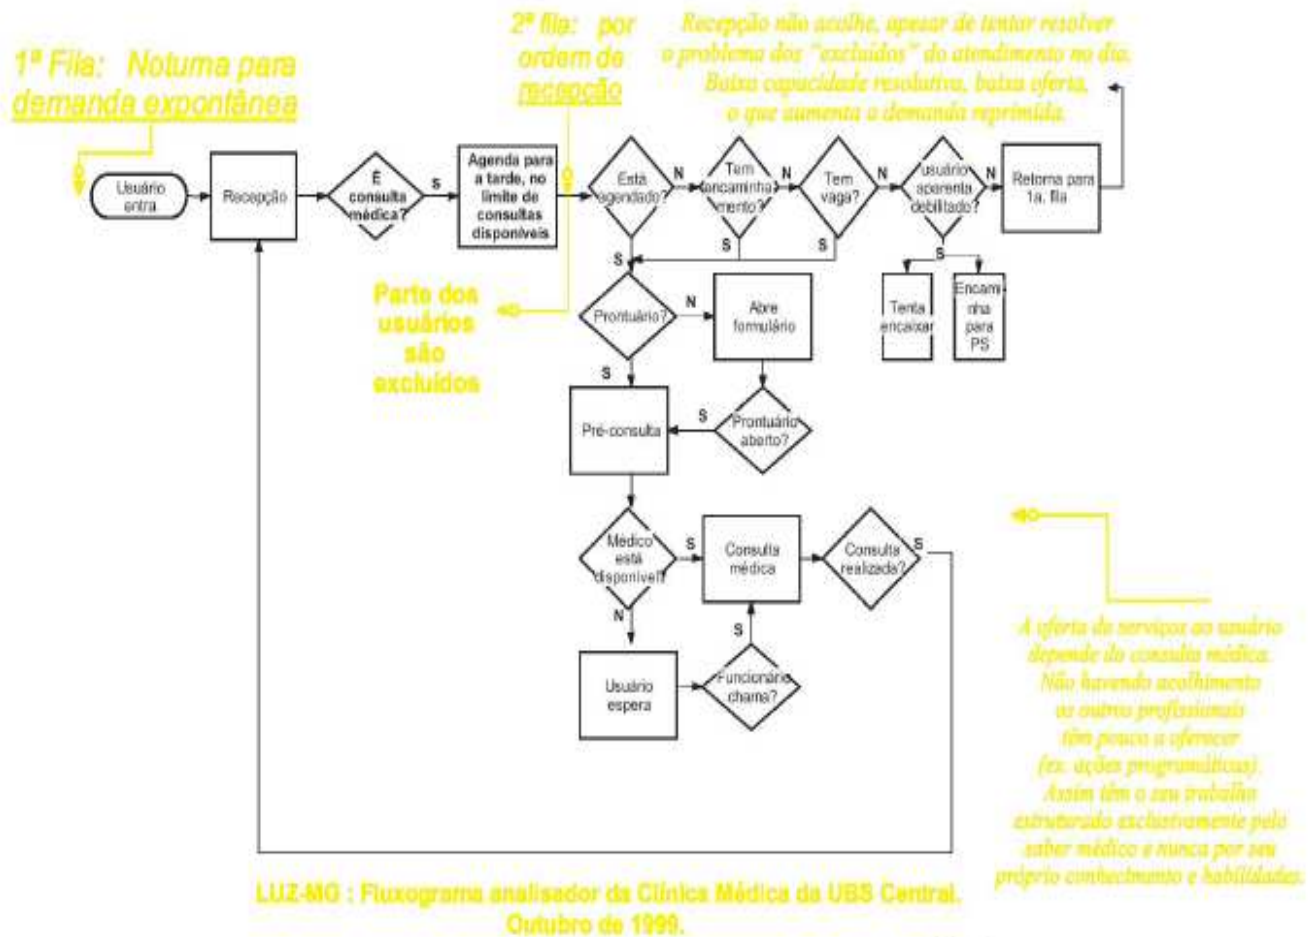 1ª Fila: Noturna para
demanda expontânea
2ª fila: por
ordem de
recepção
Recepção não acolhe, apesar de tentar resolver
o problema dos "excluídos" do atendimento no dia.
Baixa capacidade resolutiva, baixa oferta,
o que aumenta a demanda reprimida.
Usuário
entra
Recepção
É
consulta
médica?
S
Agenda para
a tarde, no
limite de
consultas
disponíveis
Está
agendado?
N
S
Tem
encaminha
mento?
N
S
Tem
vaga?
N
S
usuário
aparenta
debilitado?
N
S
Retorna para
1a. fila
Tenta
encaixar
Encami
nha
para
PS
Parte dos
usuários
são
excluídos
Prontuário?
N
S
Abre
formulário
Prontuário
aberto?
S
Pré-consulta
Médico
está
disponível?
S
N
Consulta
médica
Consulta
realizada?
S
Usuário
espera
Funcionário
chama?
S
A oferta de serviços ao usuário
depende da consulta médica.
Não havendo acolhimento
os outros profissionais
têm pouco a oferecer
(ex. ações programáticas).
Assim têm o seu trabalho
estruturado exclusivamente pelo
saber médico e nunca por seu
próprio conhecimento e habilidades.
LUZ-MG : Fluxograma analisador da Clínica Médica da UBS Central.
Outubro de 1999.